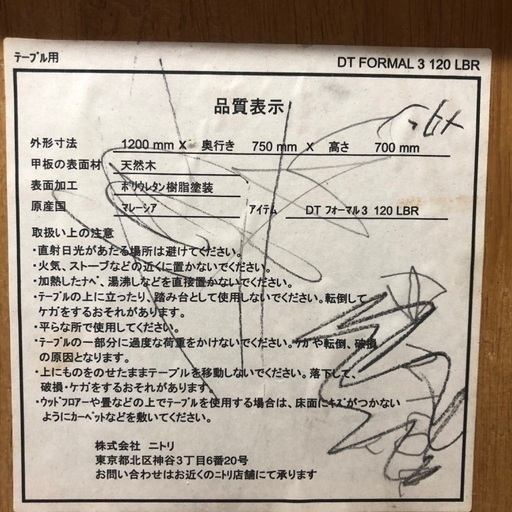 テーブル用
DT FORMAL 3 120 LBR
品質表示
外形寸法 1200 mm X 奥行き 750 mm X 高さ 700 mm
甲板の表面材 天然木
表面加工 ポリウレタン樹脂塗装
原産国 マレーシア アイテム DT フォーマル3 120 LBR
取扱い上の注意
・直射日光があたる場所は避けてください。
・火気、ストーブなどの近くに置かないでください。
・加熱したナベ、湯沸しなどを直接置かないでください。
・テーブルの上に立ったり、踏み台として使用しないでください。転倒して
ケガをするおそれがあります。
・平らな所で使用してください。
・テーブルの一部分に過度な荷重をかけないでください。ケガや転倒、破損
の原因となります。
・上にものをのせたままテーブルを移動しないでください。落下して、
破損・ケガをするおそれがあります。
・ウッドフロアーや畳などの上でテーブルを使用する場合は、床面にキズがつかない
ようにカーペットなどを敷いてください。
株式会社 ニトリ
東京都北区神谷3丁目6番20号
お問い合わせはお近くのニトリ店舗にて承ります